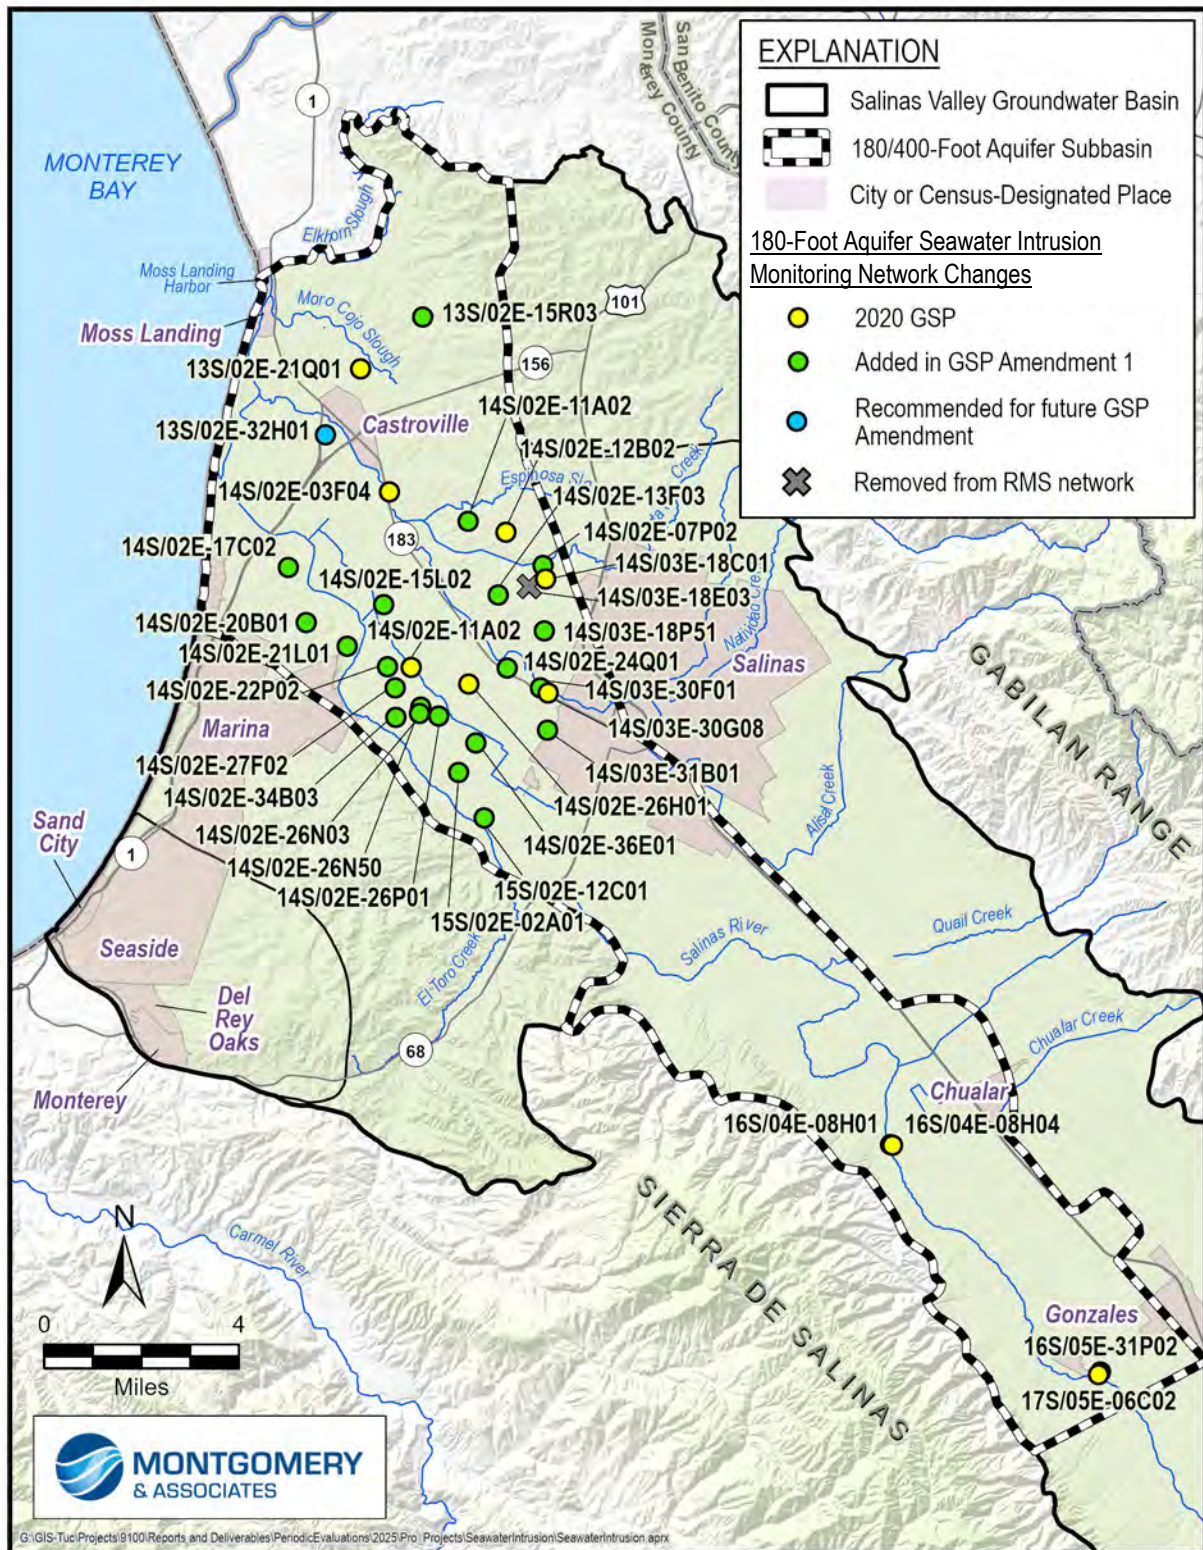 EXPLANATION
Salinas Valley Groundwater Basin
180/400-Foot Aquifer Subbasin
City or Census-Designated Place
180-Foot Aquifer Seawater Intrusion
Monitoring Network Changes
2020 GSP
Added in GSP Amendment 1
Recommended for future GSP
Amendment
Removed from RMS network
San Benito County
Monterey County
1
MONTEREY
BAY
Elkhorn Slough
Moss Landing
Harbor
Moro Cojo Slough
Moss Landing
101
13S/02E-15R03
156
13S/02E-21Q01
14S/02E-11A02
Castroville
13S/02E-32H01
14S/02E-12B02
Espinosa
14S/02E-13F03
Creek
14S/02E-03F04
14S/02E-07P02
183
14S/02E-17C02
14S/03E-18C01
14S/02E-15L02
14S/03E-18E03
Natividad Creek
14S/02E-20B01
14S/02E-11A02
14S/03E-18P51
14S/02E-21L01
14S/02E-24Q01
Salinas
14S/02E-22P02
14S/03E-30F01
GABILAN RANGE
Marina
14S/03E-30G08
14S/02E-27F02
14S/03E-31B01
14S/02E-34B03
14S/02E-26H01
Alisal Creek
Sand
City
14S/02E-26N03
14S/02E-36E01
1
14S/02E-26N50
14S/02E-26P01
15S/02E-12C01
15S/02E-02A01
Quail Creek
Seaside
Salinas River
El Toro Creek
Del
Rey
Oaks
Chualar Creek
68
Monterey
Chualar
16S/04E-08H01
16S/04E-08H04
SIERRA DE SALINAS
N
Carmel River
0
4
Miles
Gonzales
16S/05E-31P02
17S/05E-06C02
MONTGOMERY
& ASSOCIATES
G:\GIS-Tuc\Projects\9100\Reports and Deliverables\PeriodicEvaluations\2025\Pro_Projects\SeawaterIntrusion\SeawaterIntrusion.aprx